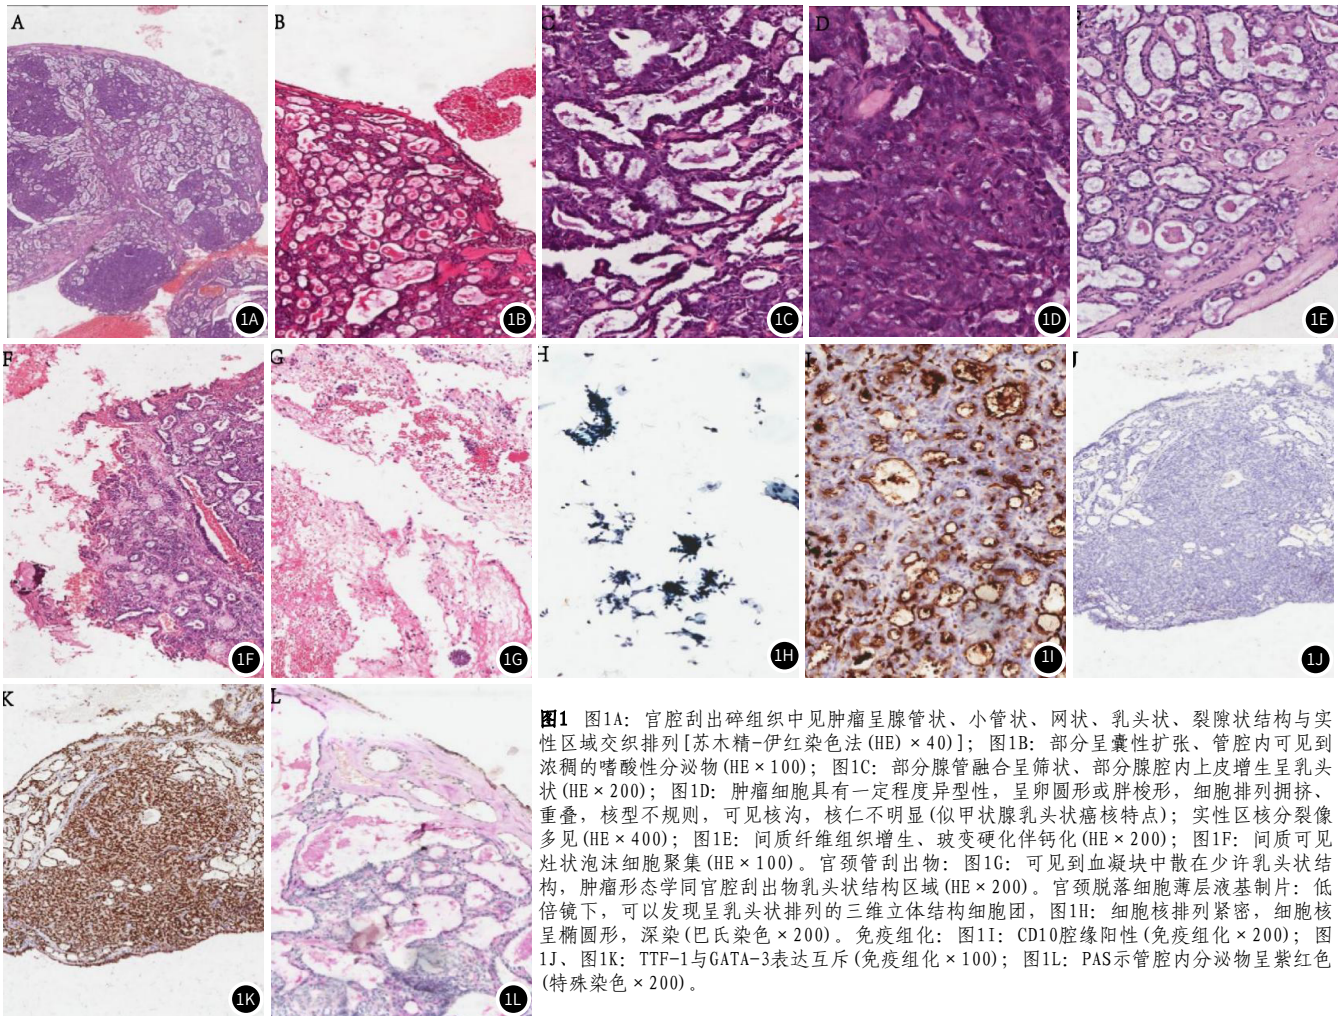 A
B
C
D
E
1A
1B
1C
1D
1E
F
G
H
I
J
1F
1G
1H
1I
1J
K
L
1K
1L
图1 图1A：官腔刮出碎组织中见肿瘤呈腺管状、小管状、网状、乳头状、裂隙状结构与实
性区域交织排列[苏木精-伊红染色法(HE)×40)]；图1B：部分呈囊性扩张、管腔内可见到
浓稠的嗜酸性分泌物(HE×100)；图1C：部分腺管融合呈筛状、部分腺腔内上皮增生呈乳头
状(HE×200)；图1D：肿瘤细胞具有一定程度异型性，呈卵圆形或胖梭形，细胞排列拥挤、
重叠，核型不规则，可见核沟，核仁不明显(似甲状腺乳头状癌核特点)；实性区核分裂像
多见(HE×400)；图1E：间质纤维组织增生、玻变硬化伴钙化(HE×200)；图1F：间质可见
灶状泡沫细胞聚集(HE×100)。宫颈管刮出物：图1G：可见到血凝块中散在少许乳头状结
构，肿瘤形态学同官腔刮出物乳头状结构区域(HE×200)。宫颈脱落细胞薄层液基制片：低
倍镜下，可以发现呈乳头状排列的三维立体结构细胞团，图1H：细胞核排列紧密，细胞核
呈椭圆形，深染(巴氏染色×200)。免疫组化：图1I：CD10腔缘阳性(免疫组化×200)；图
1J、图1K：TTF-1与GATA-3表达互斥(免疫组化×100)；图1L：PAS示管腔内分泌物呈紫红色
(特殊染色×200)。